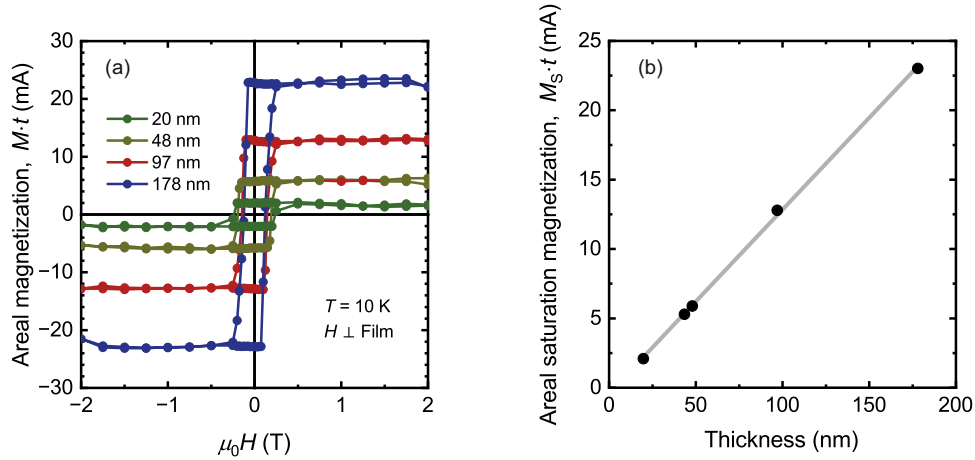 (a)
Areal magnetization, M·t (mA)
30
20
10
0
−10
−20
−30
20 nm
48 nm
97 nm
178 nm
T = 10 K
H ⊥ Film
−2
−1
0
1
2
μ₀H (T)
(b)
Areal saturation magnetization, M_S·t (mA)
25
20
15
10
5
0
0
50
100
150
200
Thickness (nm)